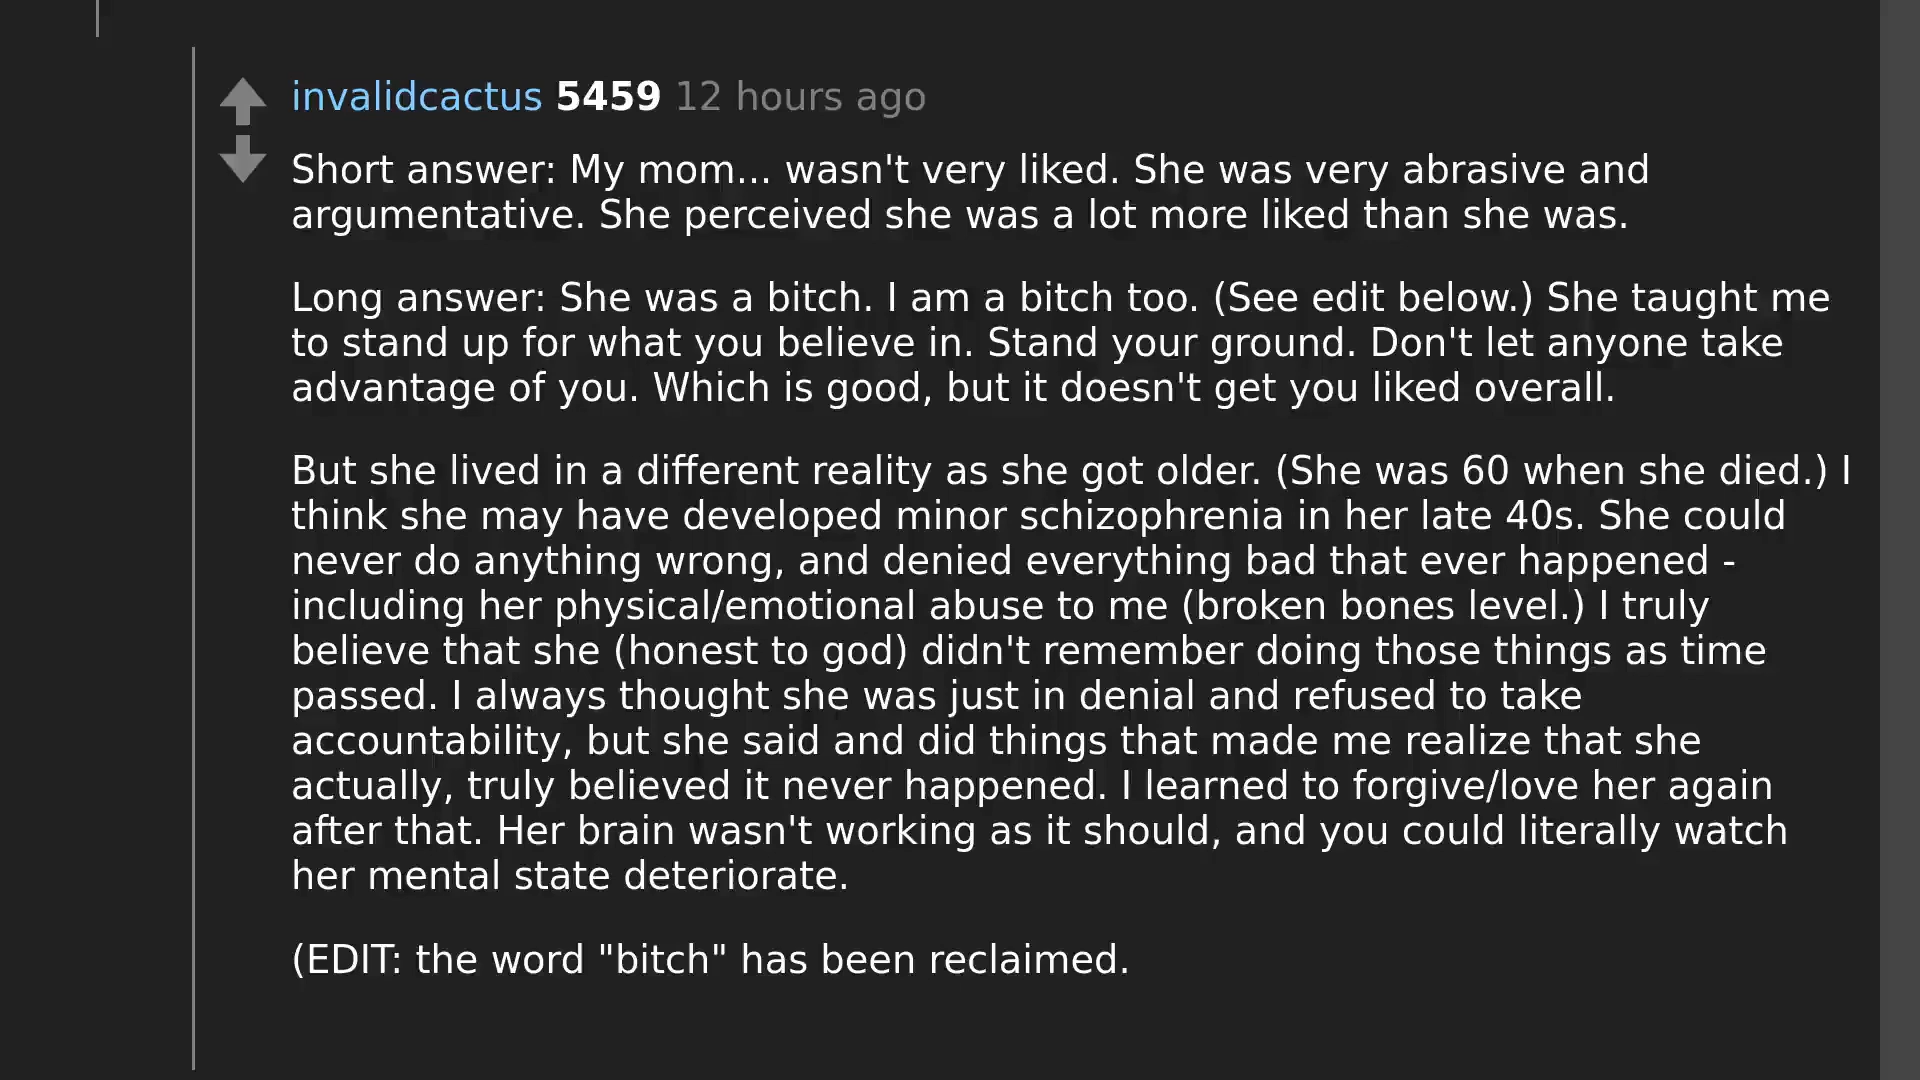 invalidcactus 5459 12 hours ago
Short answer: My mom... wasn't very liked. She was very abrasive and
argumentative. She perceived she was a lot more liked than she was.
Long answer: She was a bitch. I am a bitch too. (See edit below.) She taught me
to stand up for what you believe in. Stand your ground. Don't let anyone take
advantage of you. Which is good, but it doesn't get you liked overall.
But she lived in a different reality as she got older. (She was 60 when she died.) I
think she may have developed minor schizophrenia in her late 40s. She could
never do anything wrong, and denied everything bad that ever happened -
including her physical/emotional abuse to me (broken bones level.) I truly
believe that she (honest to god) didn't remember doing those things as time
passed. I always thought she was just in denial and refused to take
accountability, but she said and did things that made me realize that she
actually, truly believed it never happened. I learned to forgive/love her again
after that. Her brain wasn't working as it should, and you could literally watch
her mental state deteriorate.
(EDIT: the word "bitch" has been reclaimed.